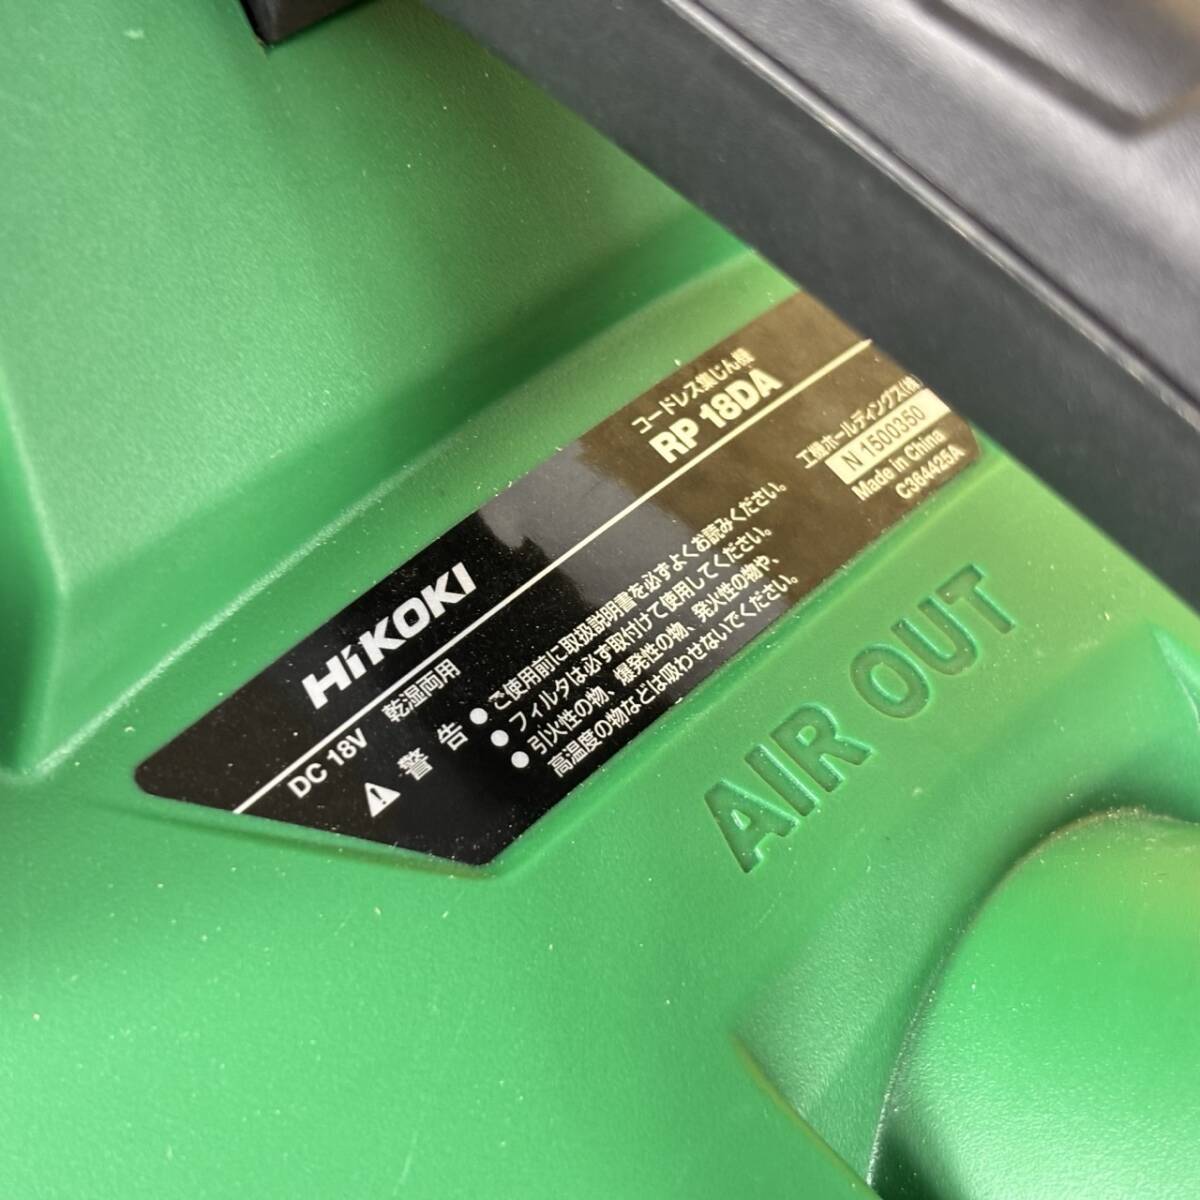 コードレス集じん機
RP 18DA
HiKOKI
工機ホールディングス(株)
N 1500350
Made in China
C364425A
DC 18V 乾湿両用
警告
● ご使用前に取扱説明書を必ずよくお読みください。
● フィルタは必ず取付けて使用してください。
● 引火性の物、爆発性の物、発火性の物や、
高温度の物などは吸わせないでください。
AIR OUT